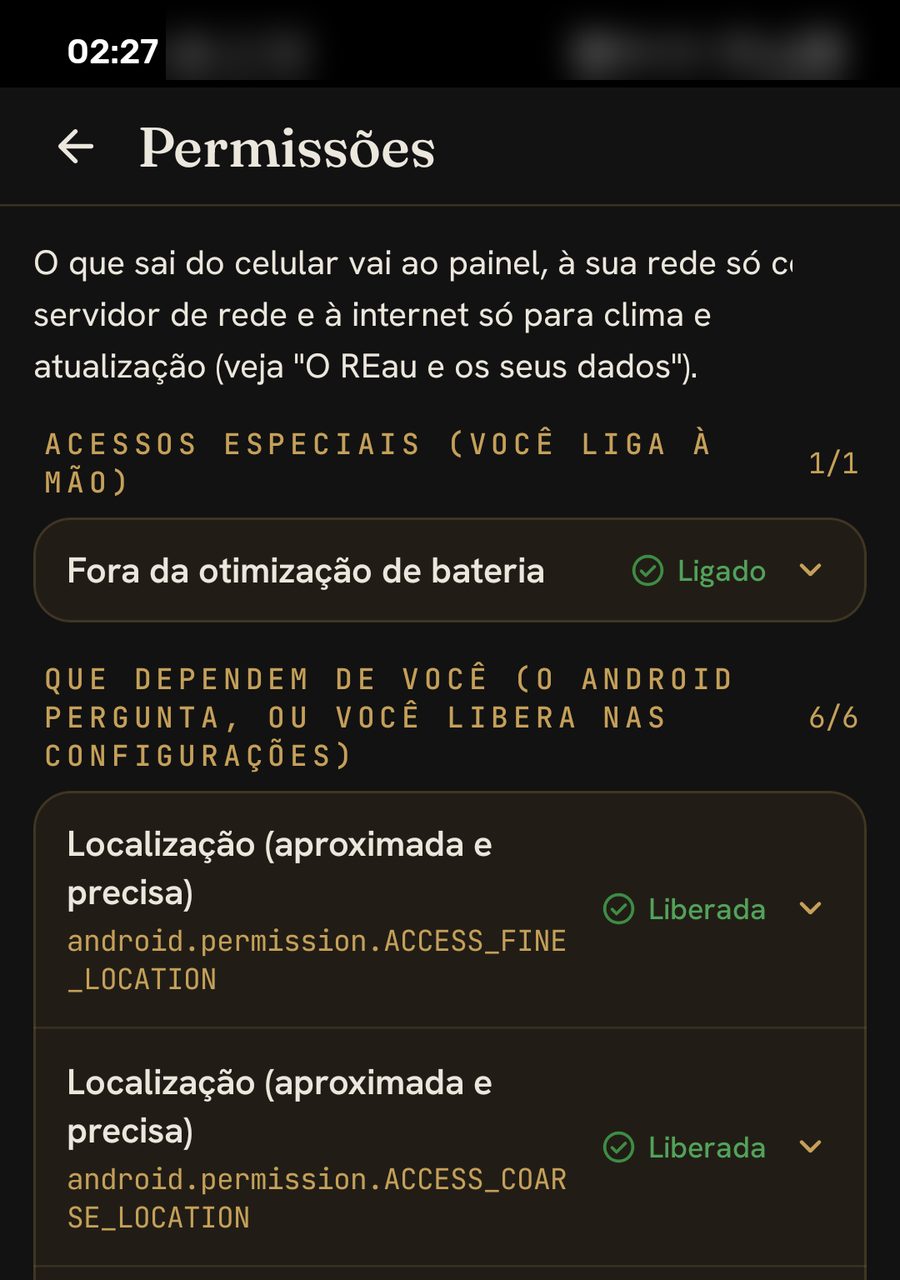 02:27
Permissões
O que sai do celular vai ao painel, à sua rede só
servidor de rede e à internet só para clima e
atualização (veja "O REau e os seus dados").
ACESSOS ESPECIAIS (VOCÊ LIGA À
MÃO)
1/1
Fora da otimização de bateria
Ligado
QUE DEPENDEM DE VOCÊ (O ANDROID
PERGUNTA, OU VOCÊ LIBERA NAS
CONFIGURAÇÕES)
6/6
Localização (aproximada e
precisa)
android.permission.ACCESS_FINE
_LOCATION
Liberada
Localização (aproximada e
precisa)
android.permission.ACCESS_COAR
SE_LOCATION
Liberada